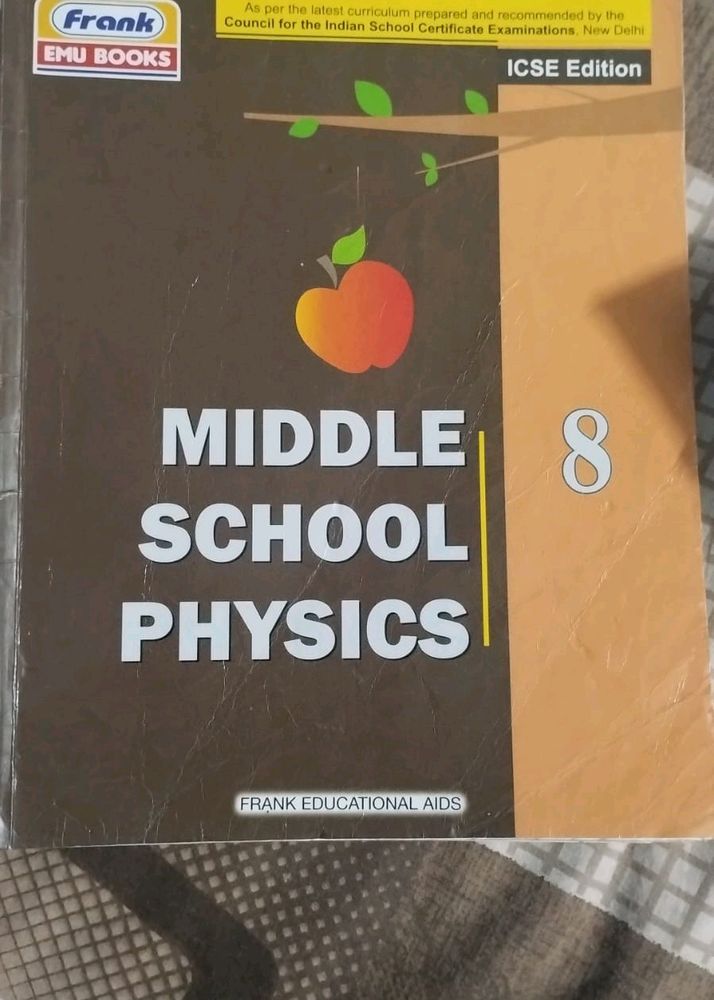 Frank
EMU BOOKS
As per the latest curriculum prepared and recommended by the
Council for the Indian School Certificate Examinations, New Delhi
ICSE Edition
MIDDLE
SCHOOL
PHYSICS
8
FRANK EDUCATIONAL AIDS